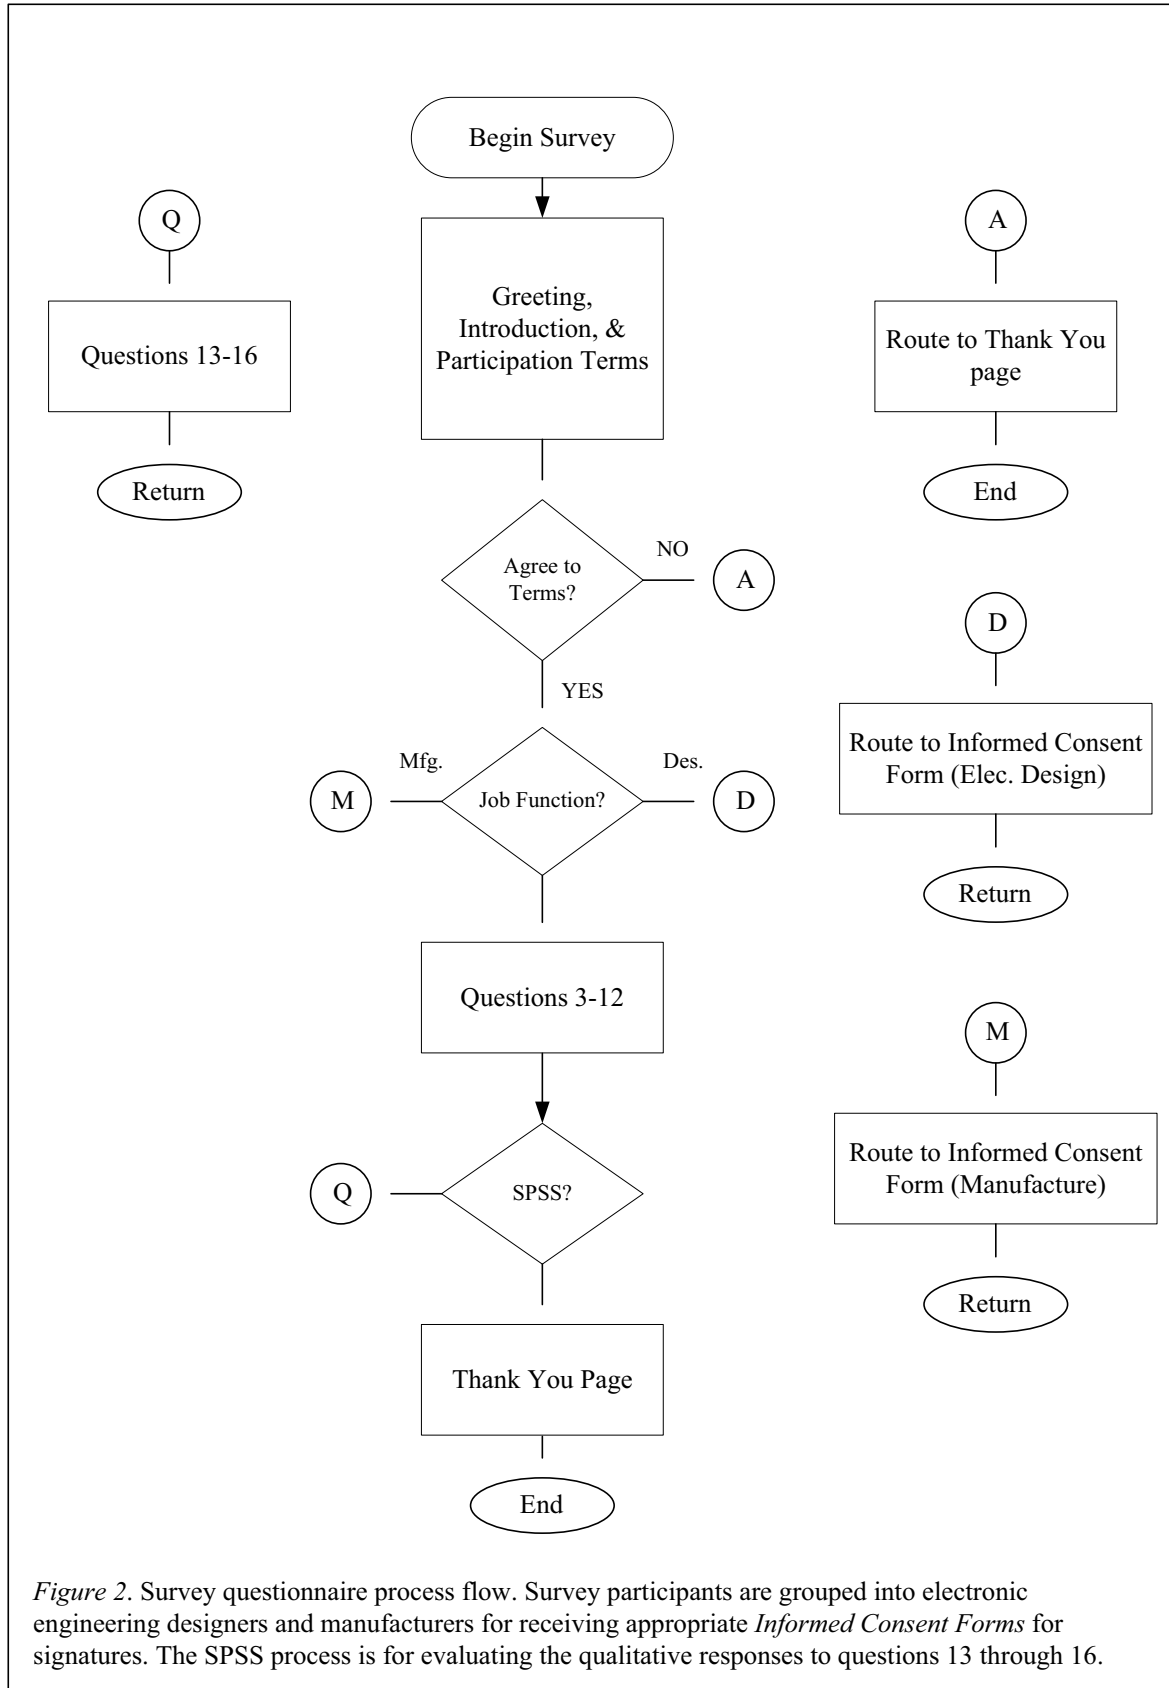 Begin Survey
Q
A
Greeting,
Introduction, &
Participation Terms
Questions 13-16
Route to Thank You
page
Return
End
Agree to
Terms?
NO
A
D
YES
Route to Informed Consent
Form (Elec. Design)
Mfg.
Des.
M
Job Function?
D
Return
Questions 3-12
M
Route to Informed Consent
Form (Manufacture)
Q
SPSS?
Return
Thank You Page
End
Figure 2. Survey questionnaire process flow. Survey participants are grouped into electronic
engineering designers and manufacturers for receiving appropriate Informed Consent Forms for
signatures. The SPSS process is for evaluating the qualitative responses to questions 13 through 16.